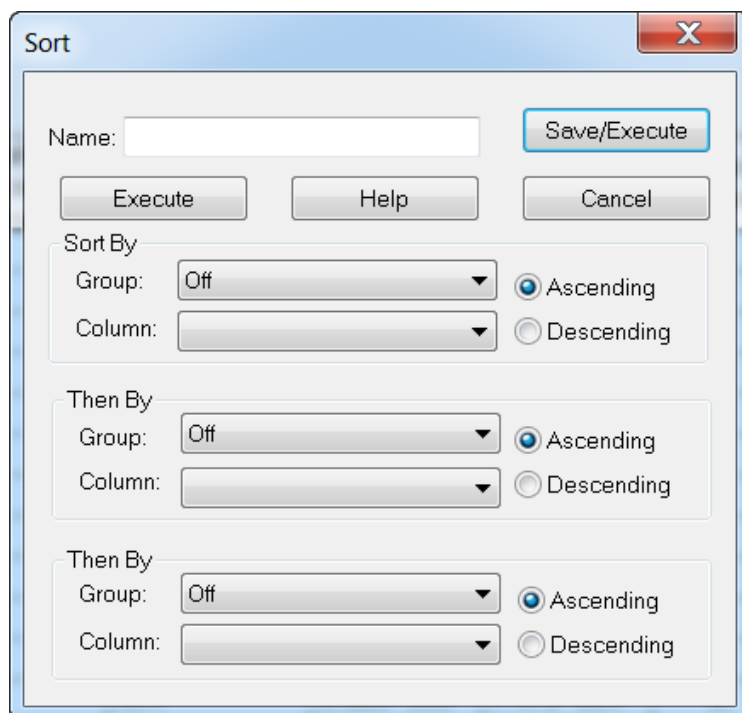 Sort
Name:
Save/Execute
Execute
Help
Cancel
Sort By
Group:
Off
Ascending
Column:
Descending
Then By
Group:
Off
Ascending
Column:
Descending
Then By
Group:
Off
Ascending
Column:
Descending